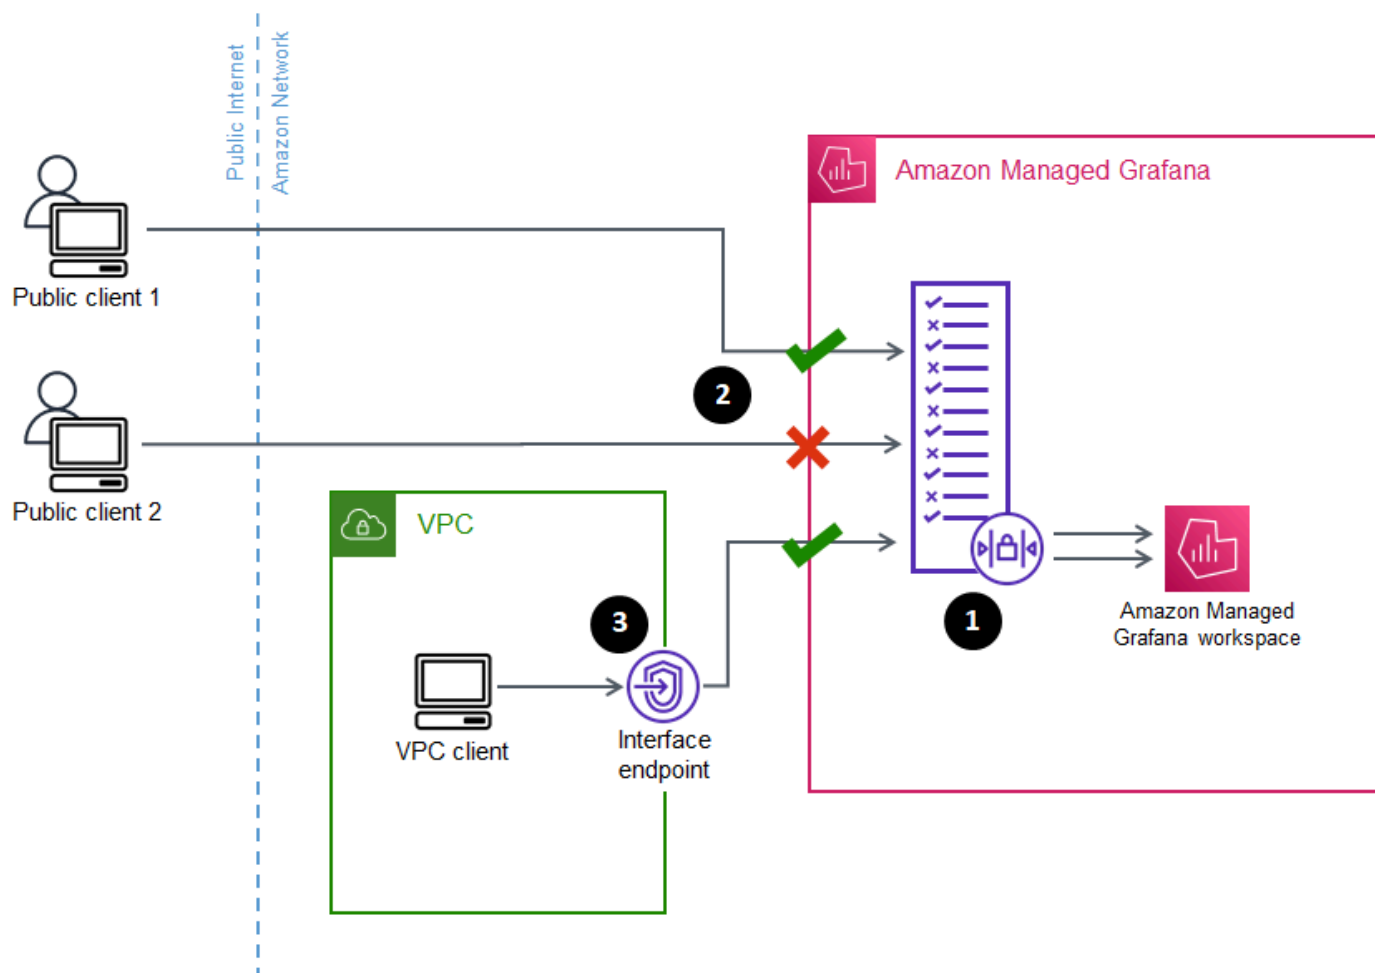 Public Internet
Amazon Network
Amazon Managed Grafana
Public client 1
2
Public client 2
VPC
3
1
Amazon Managed
Grafana workspace
VPC client
Interface
endpoint